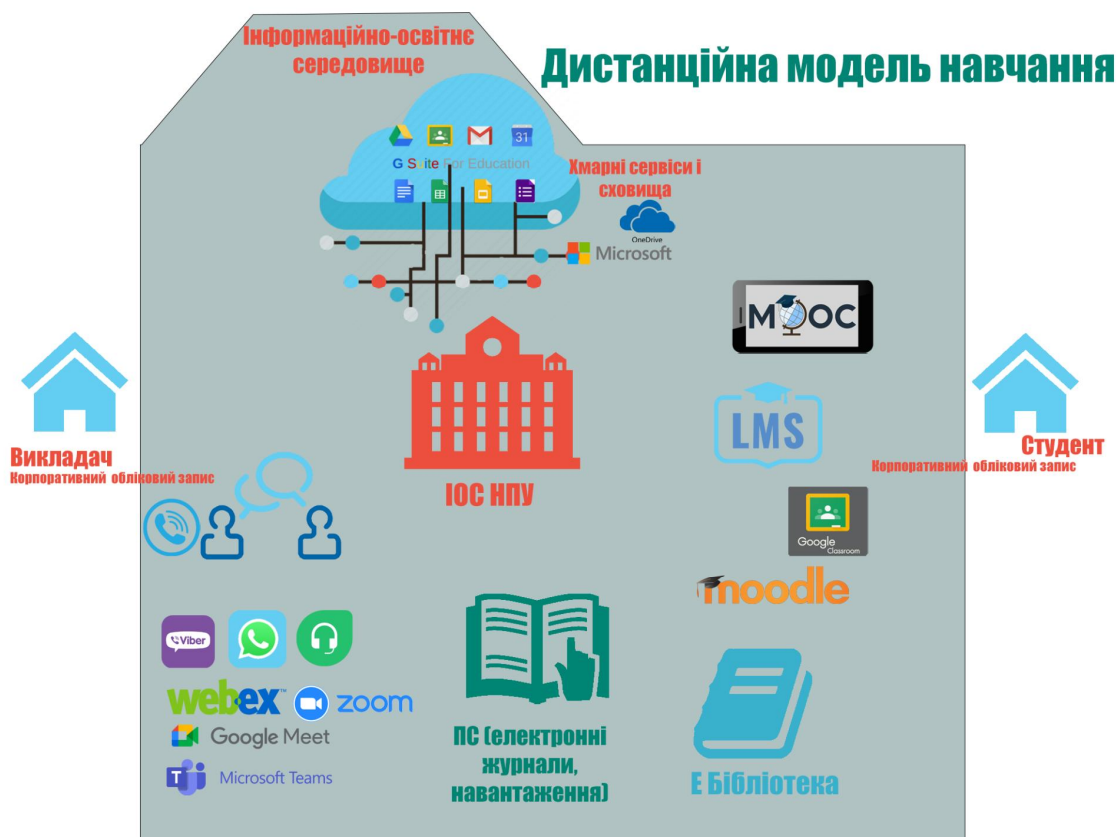 Інформаційно-освітнє
середовище
Дистанційна модель навчання
31
G Suite For Education
Хмарні сервіси і
сховища
OneDrive
Microsoft
MOOC
LMS
Викладач
Корпоративний обліковий запис
Студент
Корпоративний обліковий запис
ІОС НПУ
Google
Classroom
moodle
Viber
webex™
zoom
Google Meet
T
Microsoft Teams
ПС (електронні
журнали,
навантаження)
Е Бібліотека